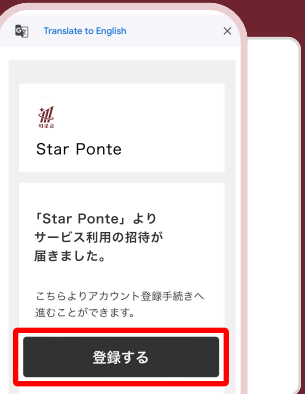 Translate to English
Star Ponte
「Star Ponte」より
サービス利用の招待が
届きました。
こちらよりアカウント登録手続きへ
進むことができます。
登録する